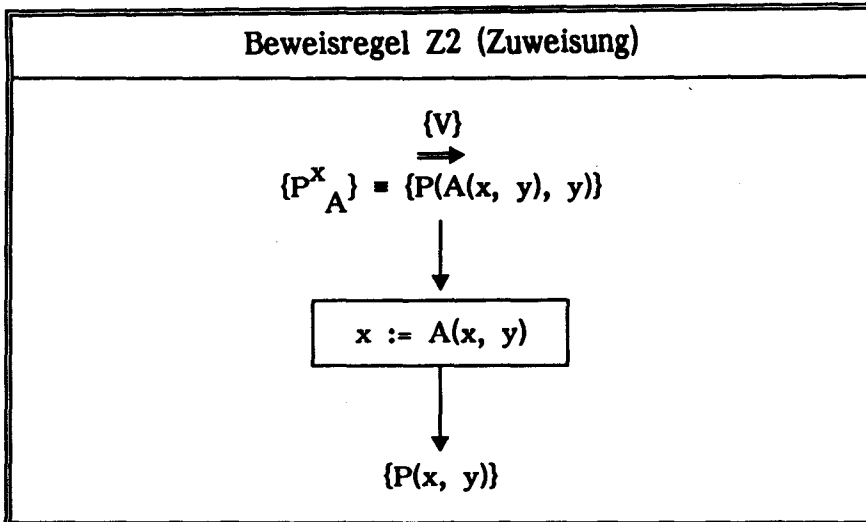 Beweisregel Z2 (Zuweisung)
{V}
⇒
{P^x_A} ≡ {P(A(x, y), y)}
x := A(x, y)
{P(x, y)}